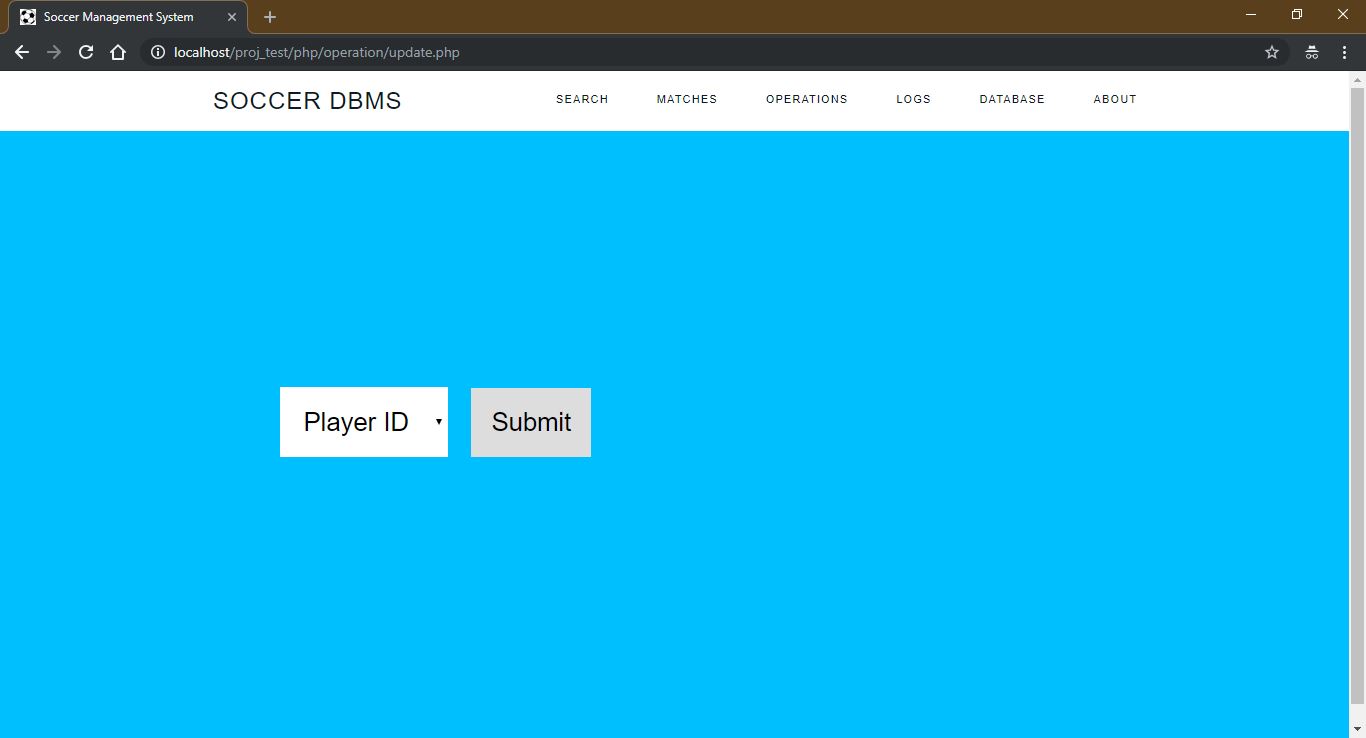 Soccer Management System
localhost/proj_test/php/operation/update.php
SOCCER DBMS SEARCH MATCHES OPERATIONS LOGS DATABASE ABOUT
Player ID Submit